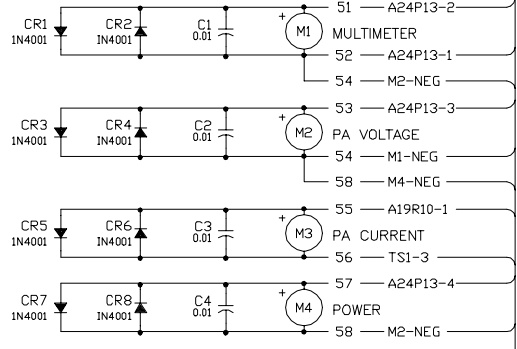 51 A24P13-2
CR1 1N4001 CR2 IN4001 C1 0.01 + M1 MULTIMETER
52 A24P13-1
54 M2-NEG
53 A24P13-3
CR3 1N4001 CR4 IN4001 C2 0.01 + M2 PA VOLTAGE
54 M1-NEG
58 M4-NEG
55 A19R10-1
CR5 1N4001 CR6 IN4001 C3 0.01 + M3 PA CURRENT
56 TS1-3
57 A24P13-4
CR7 1N4001 CR8 IN4001 C4 0.01 + M4 POWER
58 M2-NEG